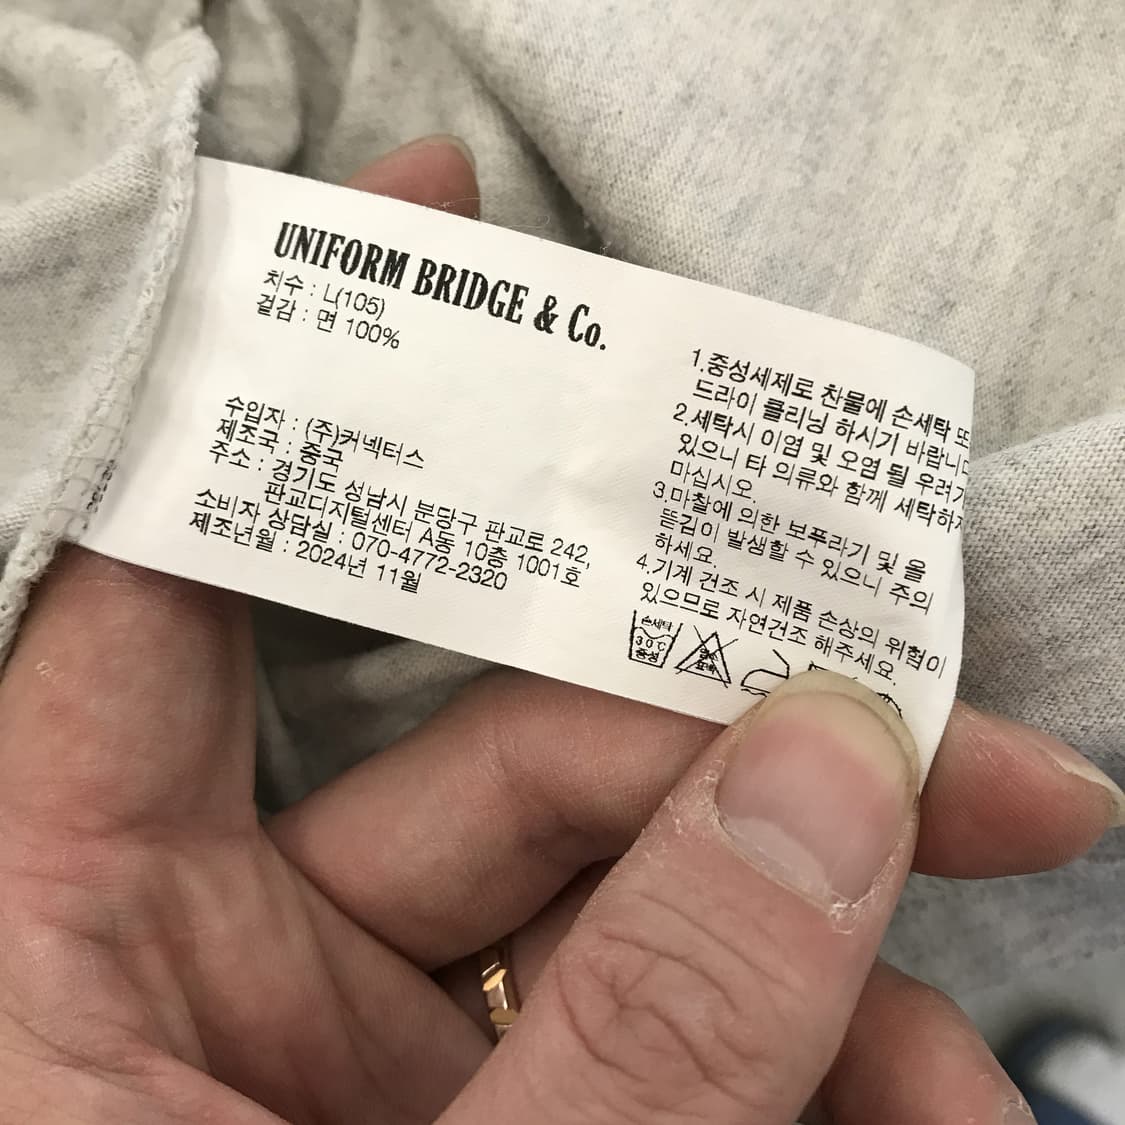 UNIFORM BRIDGE & Co.
치수 : L(105)
겉감 : 면 100%
수입자 : (주)커넥터스
제조국 : 중국
주소 : 경기도 성남시 분당구 판교로 242,
판교디지털센터 A동 10층 1001호
소비자 상담실 : 070-4772-2320
제조년월 : 2024년 11월
1.중성세제로 찬물에 손세탁 또
드라이 클리닝 하시기 바랍니다
2.세탁시 이염 및 오염 될 우려가
있으니 타 의류와 함께 세탁하지
마십시오.
3.마찰에 의한 보푸라기 및 올
뜯김이 발생할 수 있으니 주의
하세요.
4.기계 건조 시 제품 손상의 위험이
있으므로 자연건조 해주세요.
손세탁
30℃
중성